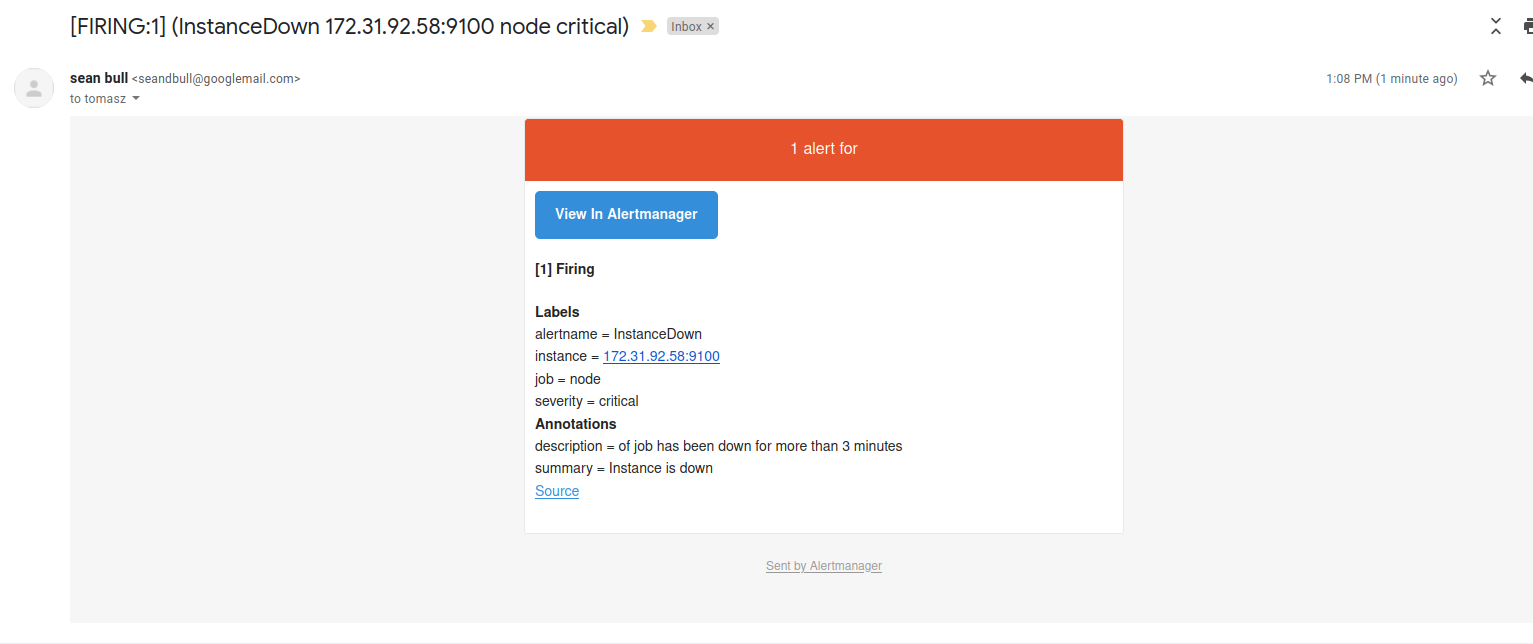 [FIRING:1] (InstanceDown 172.31.92.58:9100 node critical) Inbox ×
sean bull <seandbull@googlemail.com> 1:08 PM (1 minute ago)
to tomasz
1 alert for
View In Alertmanager
[1] Firing
Labels
alertname = InstanceDown
instance = 172.31.92.58:9100
job = node
severity = critical
Annotations
description = of job has been down for more than 3 minutes
summary = Instance is down
Source
Sent by Alertmanager